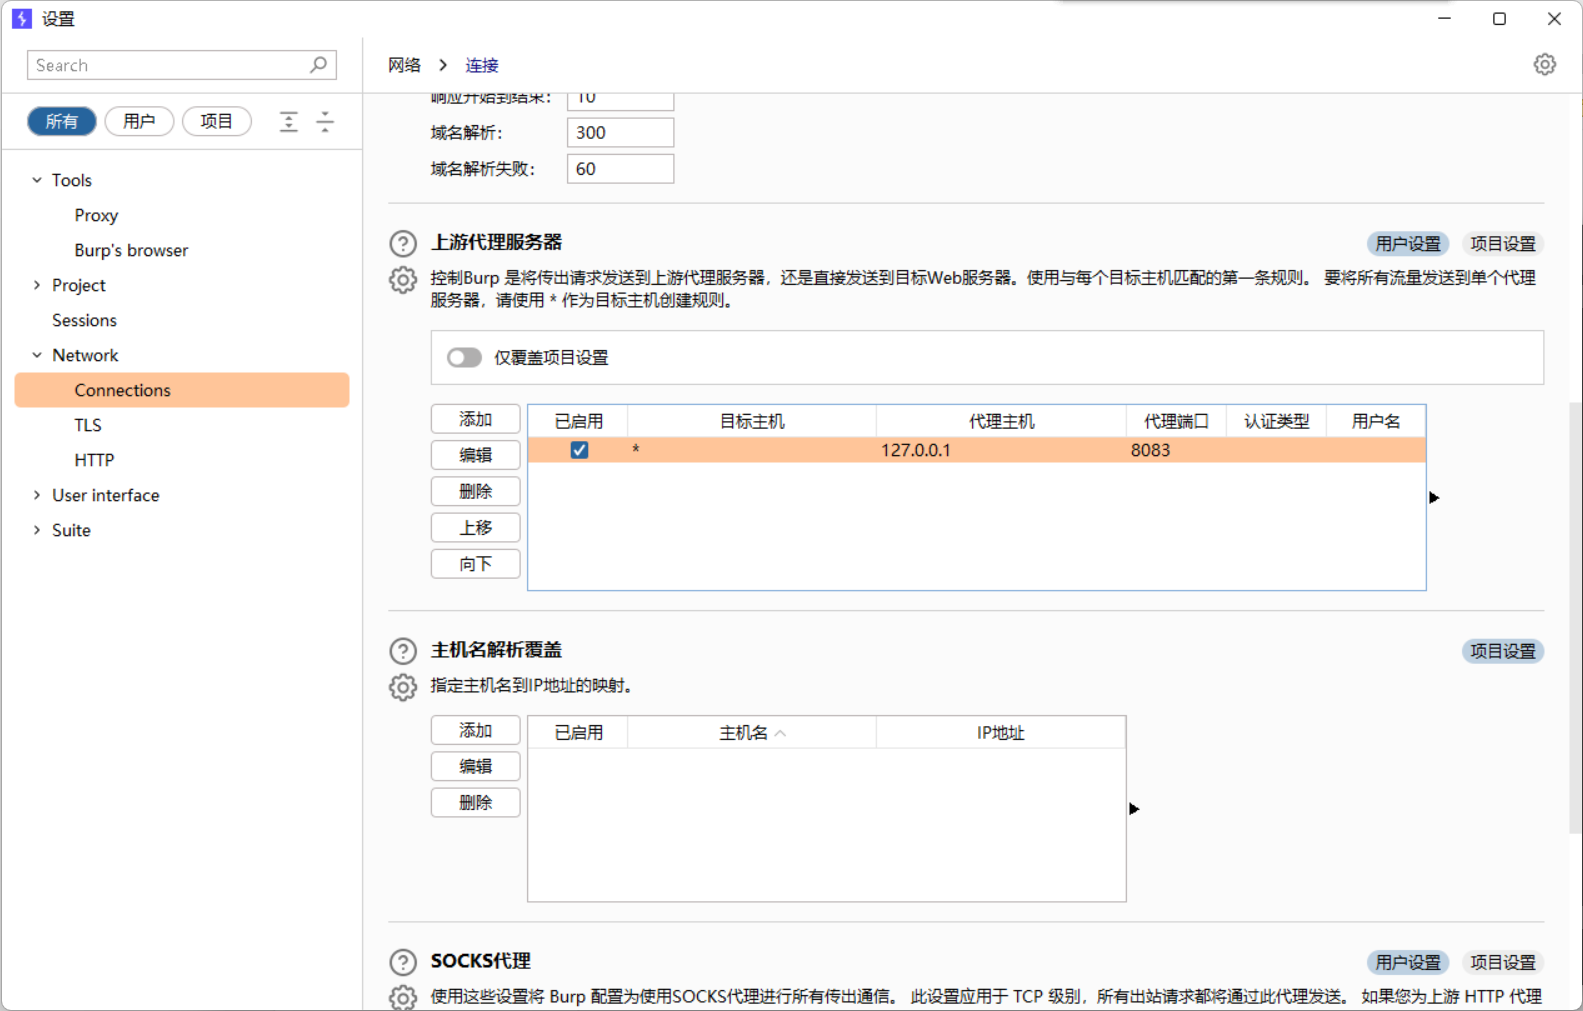 设置
Search
网络 > 连接
所有 用户 项目
Tools
Proxy
Burp's browser
Project
Sessions
Network
Connections
TLS
HTTP
User interface
Suite
响应开始到结束: 10
域名解析: 300
域名解析失败: 60
上游代理服务器 用户设置 项目设置
控制Burp 是将传出请求发送到上游代理服务器，还是直接发送到目标Web服务器。使用与每个目标主机匹配的第一条规则。 要将所有流量发送到单个代理
服务器，请使用 * 作为目标主机创建规则。
仅覆盖项目设置
添加
编辑
删除
上移
向下
已启用 目标主机 代理主机 代理端口 认证类型 用户名
* 127.0.0.1 8083
主机名解析覆盖 项目设置
指定主机名到IP地址的映射。
添加
编辑
删除
已启用 主机名 IP地址
SOCKS代理 用户设置 项目设置
使用这些设置将 Burp 配置为使用SOCKS代理进行所有传出通信。 此设置应用于 TCP 级别，所有出站请求都将通过此代理发送。 如果您为上游 HTTP 代理